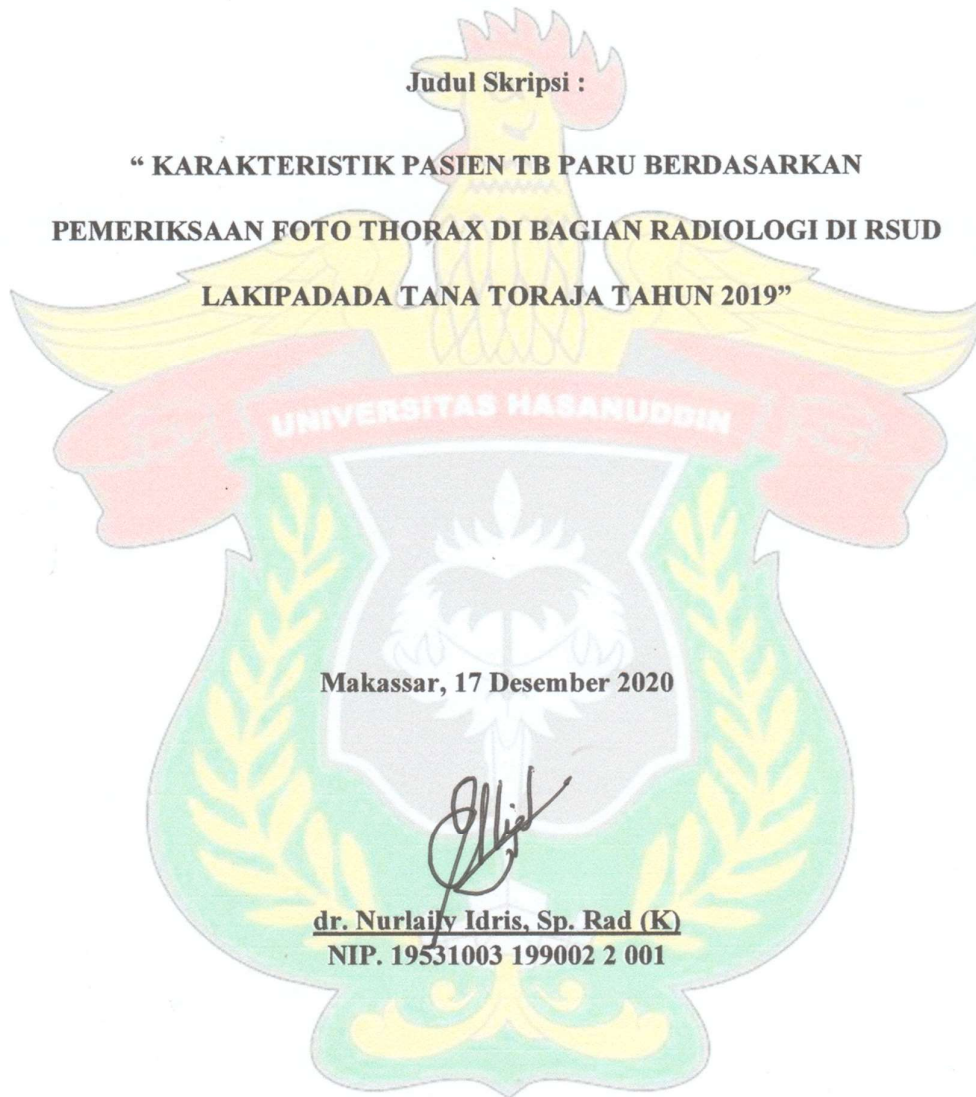 Judul Skripsi :
“ KARAKTERISTIK PASIEN TB PARU BERDASARKAN
PEMERIKSAAN FOTO THORAX DI BAGIAN RADIOLOGI DI RSUD
LAKIPADADA TANA TORAJA TAHUN 2019”
UNIVERSITAS HASANUDDIN
Makassar, 17 Desember 2020
dr. Nurlaily Idris, Sp. Rad (K)
NIP. 19531003 199002 2 001